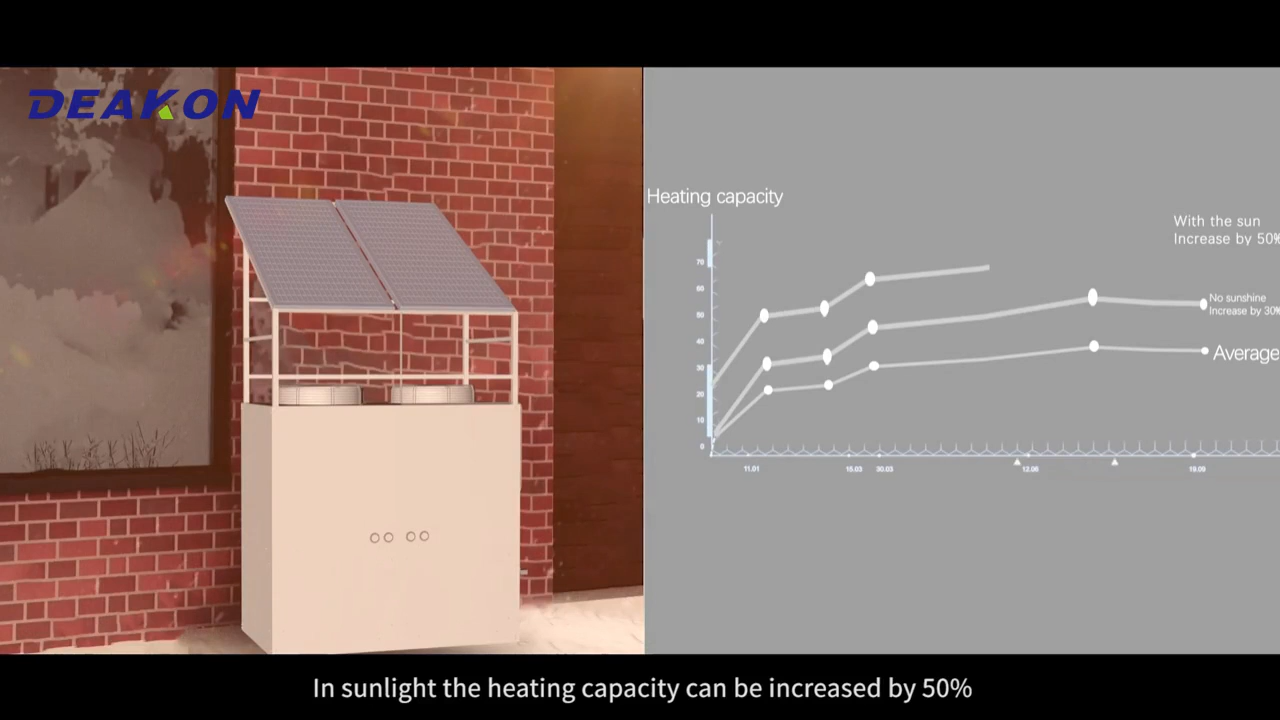 DEAKON
Heating capacity
With the sun
Increase by 50%
70
60
50
40
30
20
10
0
No sunshine
Increase by 30%
Average
11.01
15.03
30.03
12.06
19.09
In sunlight the heating capacity can be increased by 50%